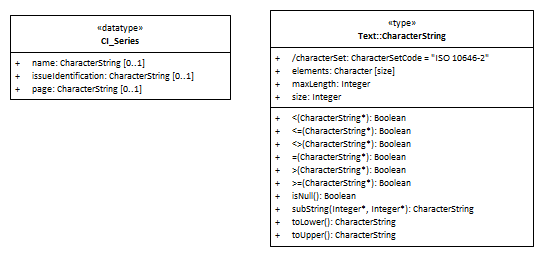 «datatype»
CI_Series
+ name: CharacterString [0..1]
+ issueIdentification: CharacterString [0..1]
+ page: CharacterString [0..1]
«type»
Text::CharacterString
+ /characterSet: CharacterSetCode = "ISO 10646-2"
+ elements: Character [size]
+ maxLength: Integer
+ size: Integer
+ <(CharacterString*): Boolean
+ <=(CharacterString*): Boolean
+ <>(CharacterString*): Boolean
+ =(CharacterString*): Boolean
+ >(CharacterString*): Boolean
+ >=(CharacterString*): Boolean
+ isNull(): Boolean
+ subString(Integer*, Integer*): CharacterString
+ toLower(): CharacterString
+ toUpper(): CharacterString